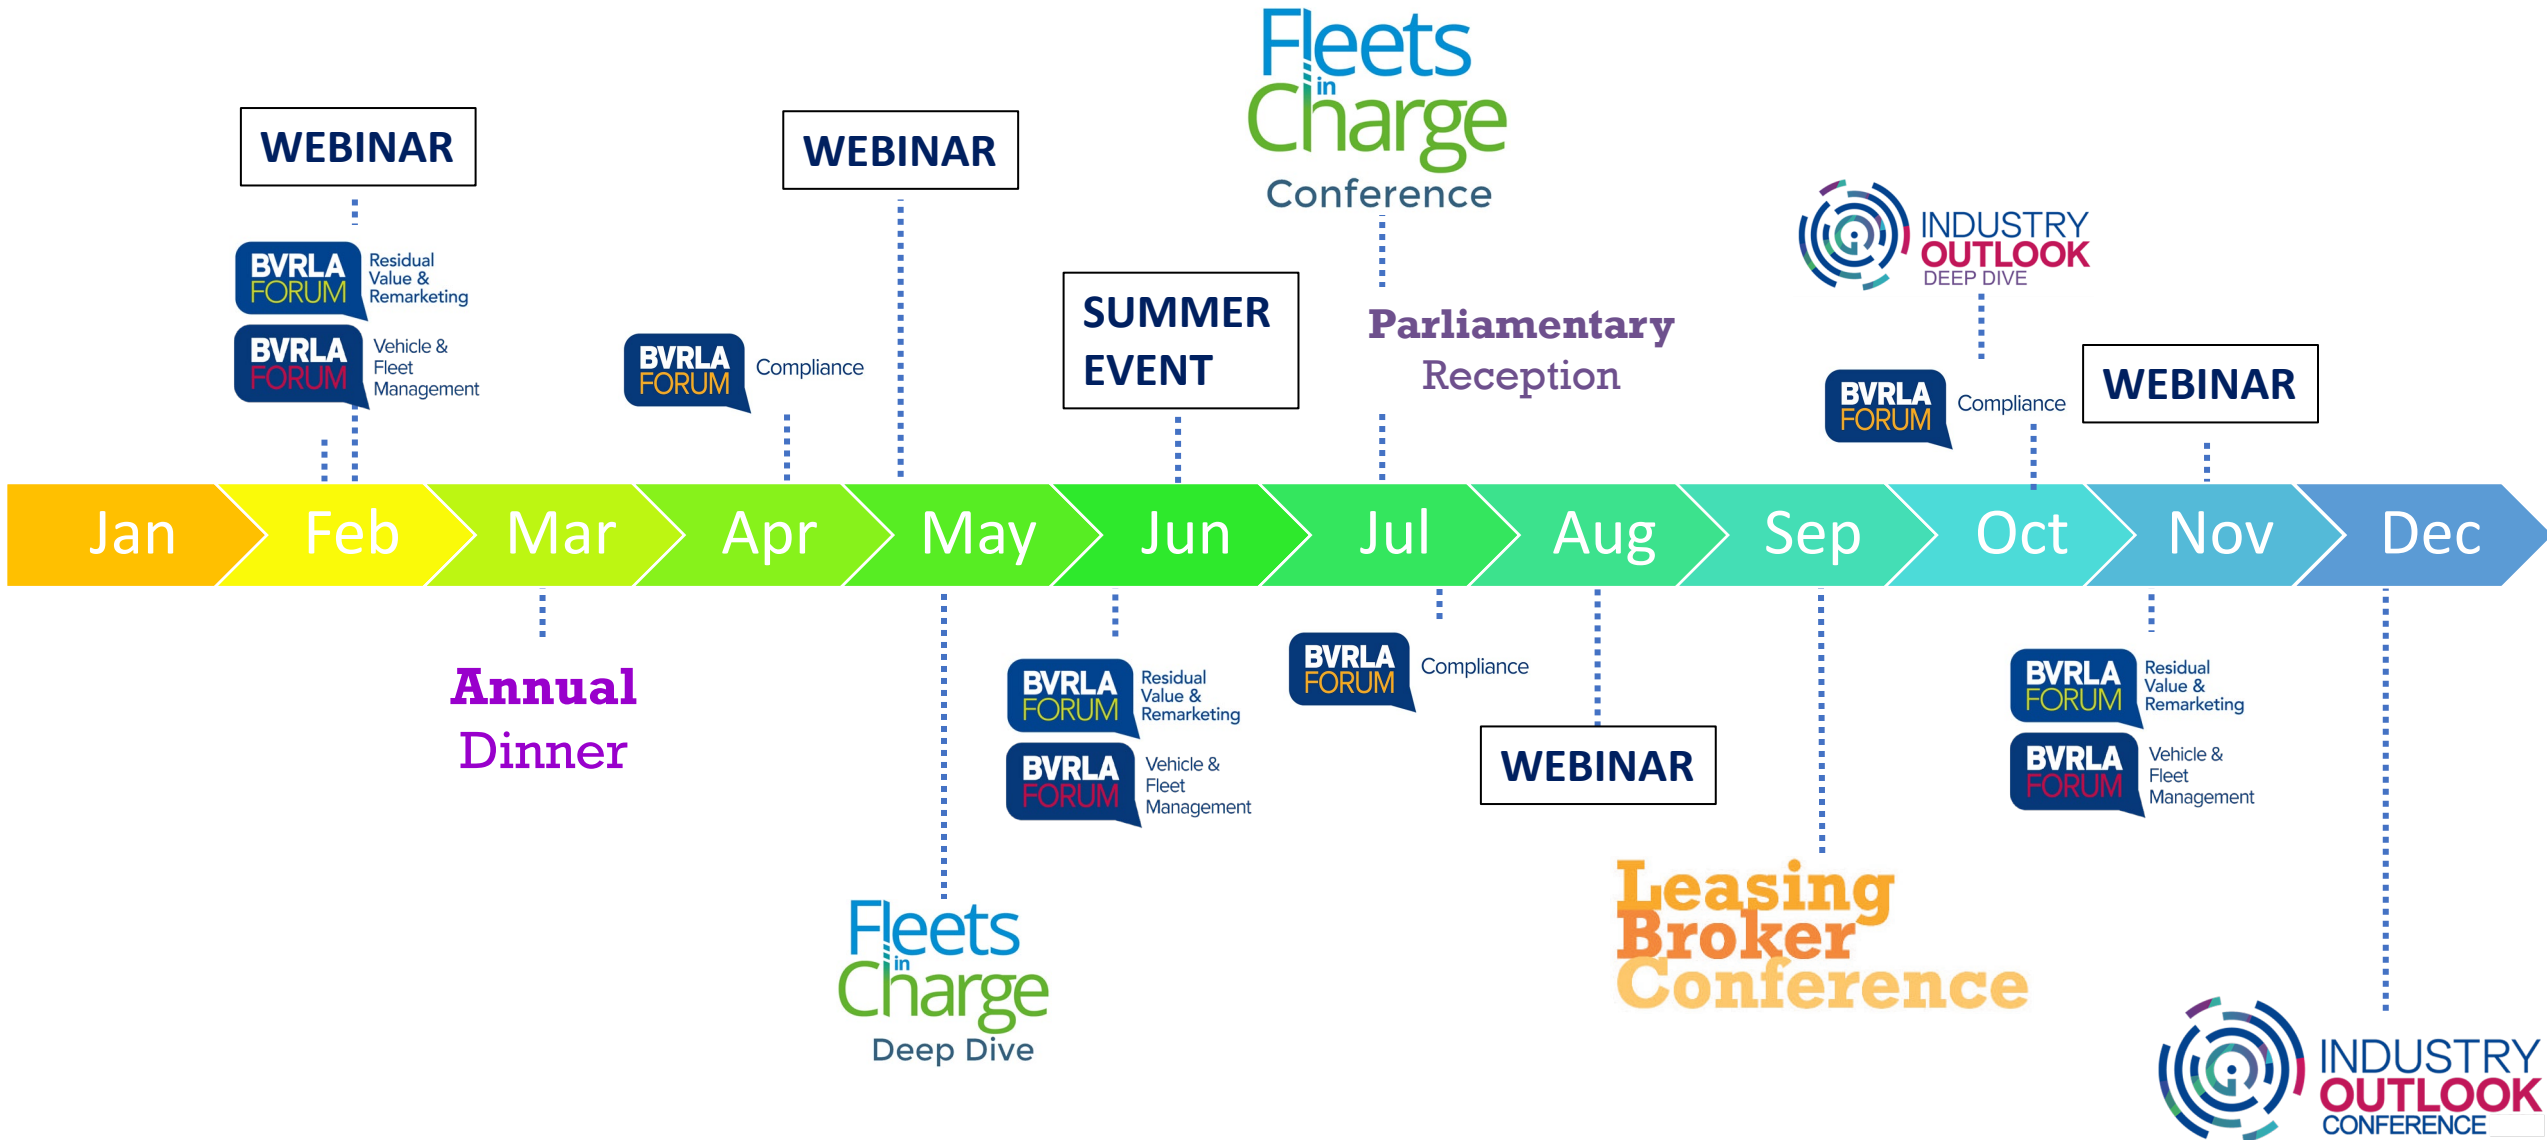 Fleets
in
Charge
Conference
WEBINAR
WEBINAR
INDUSTRY
OUTLOOK
DEEP DIVE
BVRLA
FORUM
Residual
Value &
Remarketing
BVRLA
FORUM
Vehicle &
Fleet
Management
BVRLA
FORUM
Compliance
SUMMER
EVENT
Parliamentary
Reception
BVRLA
FORUM
Compliance
WEBINAR
Jan
Feb
Mar
Apr
May
Jun
Jul
Aug
Sep
Oct
Nov
Dec
Annual
Dinner
BVRLA
FORUM
Residual
Value &
Remarketing
BVRLA
FORUM
Vehicle &
Fleet
Management
BVRLA
FORUM
Compliance
WEBINAR
BVRLA
FORUM
Residual
Value &
Remarketing
BVRLA
FORUM
Vehicle &
Fleet
Management
Fleets
in
Charge
Deep Dive
Leasing
Broker
Conference
INDUSTRY
OUTLOOK
CONFERENCE